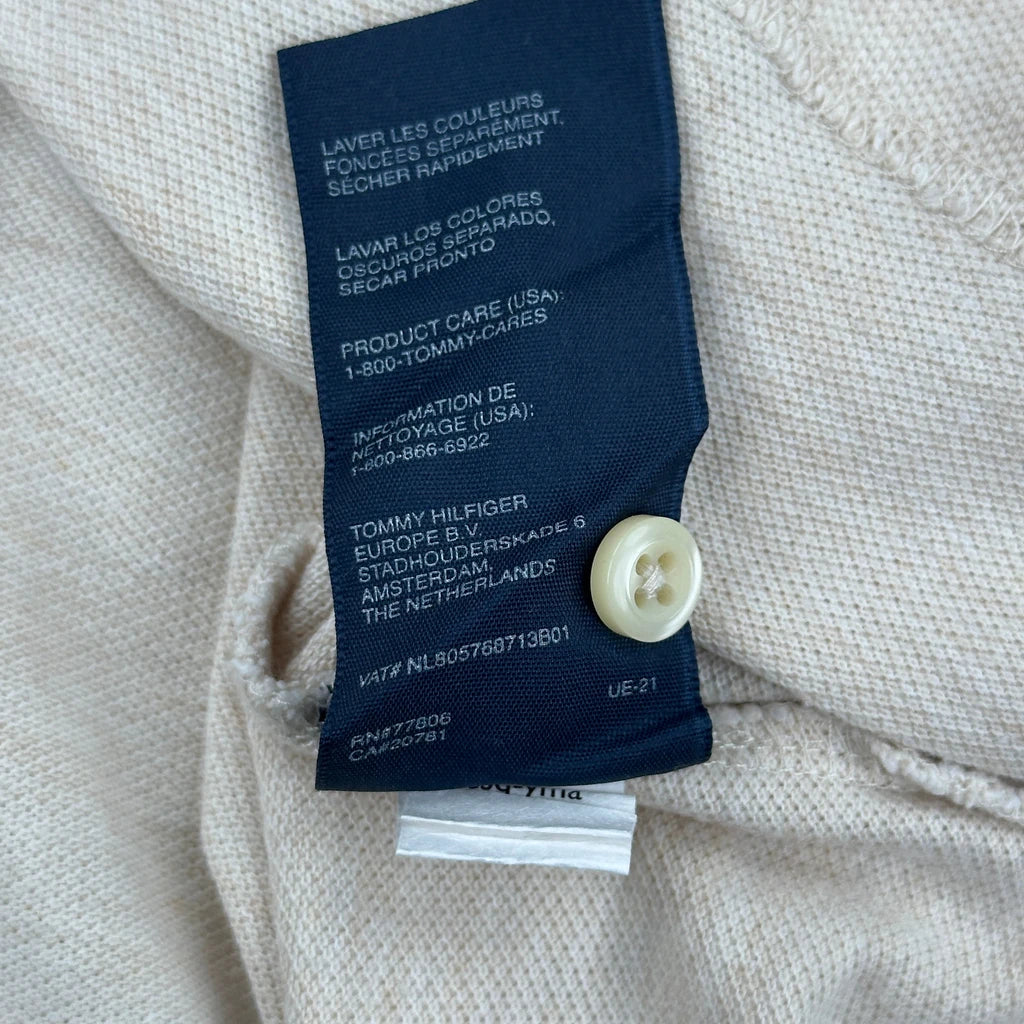 LAVER LES COULEURS
FONCÉES SÉPARÉMENT.
SÉCHER RAPIDEMENT
LAVAR LOS COLORES
OSCUROS SEPARADO,
SECAR PRONTO
PRODUCT CARE (USA):
1-800-TOMMY-CARES
INFORMATION DE
NETTOYAGE (USA):
1-800-866-6922
TOMMY HILFIGER
EUROPE B.V.
STADHOUDERSKADE 6
AMSTERDAM,
THE NETHERLANDS
VAT# NL805768713B01
UE-21
RN#77806
CA#20781